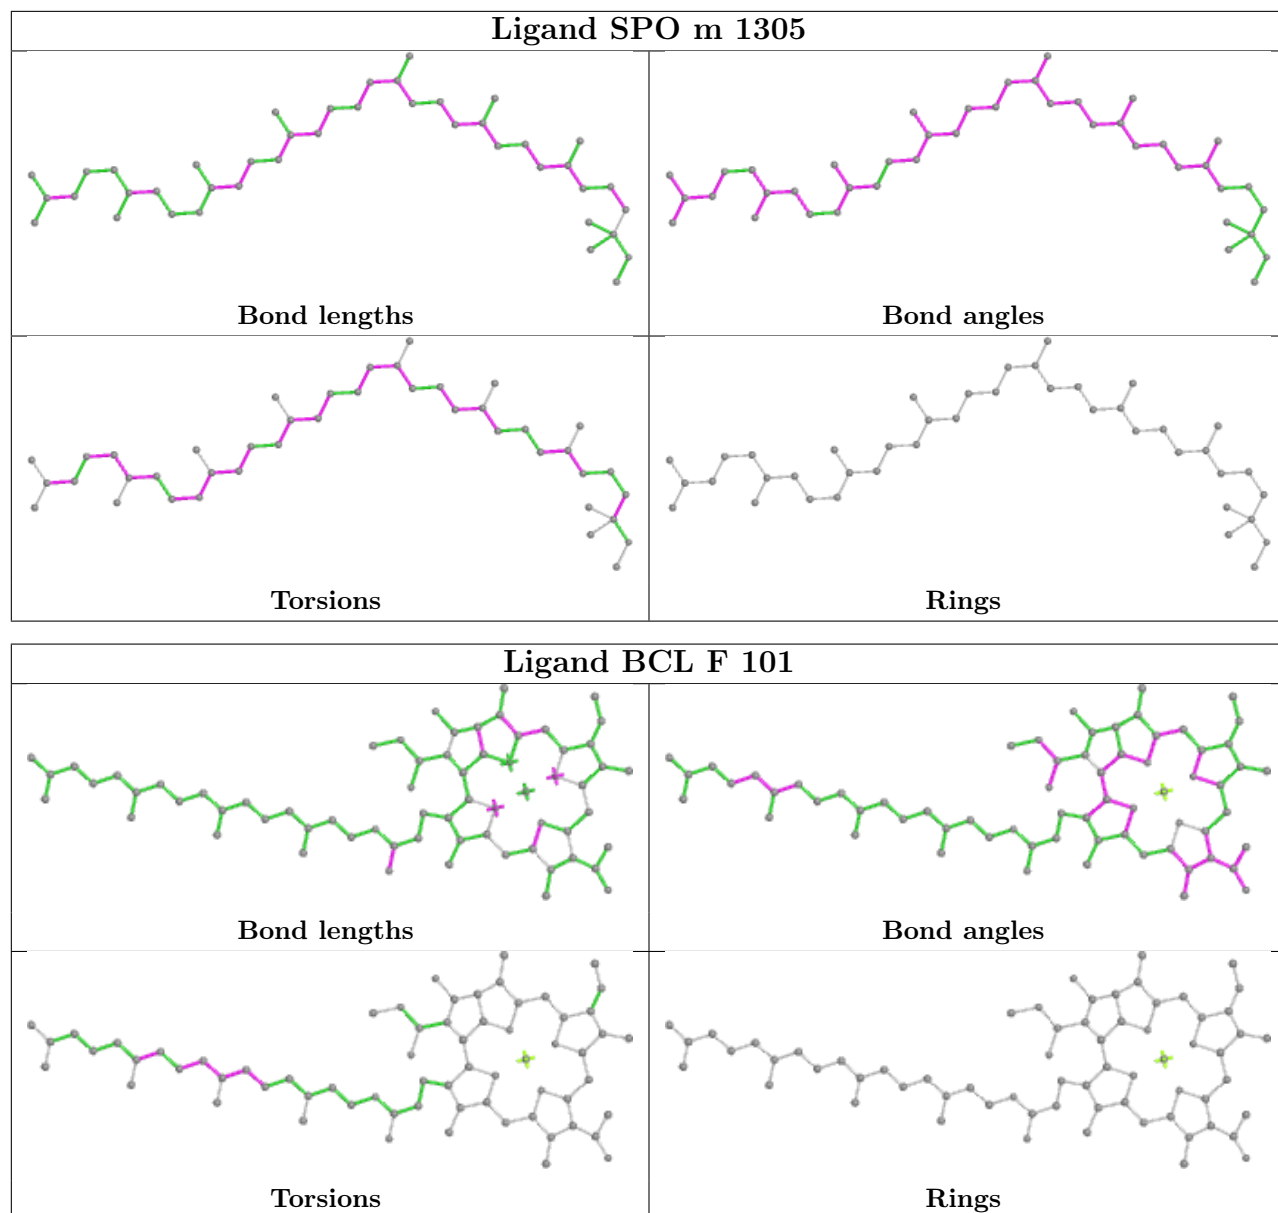 Ligand SPO m 1305
Bond lengths
Bond angles
Torsions
Rings
Ligand BCL F 101
Bond lengths
Bond angles
Torsions
Rings